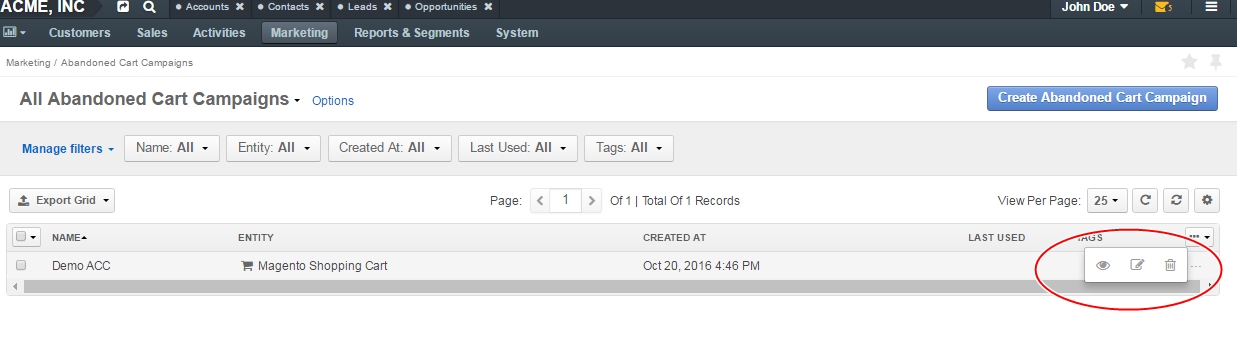 ACME, INC Accounts Contacts Leads Opportunities John Doe 5
Customers Sales Activities Marketing Reports & Segments System
Marketing / Abandoned Cart Campaigns
All Abandoned Cart Campaigns Options Create Abandoned Cart Campaign
Manage filters Name: All Entity: All Created At: All Last Used: All Tags: All
Export Grid Page: 1 Of 1 | Total Of 1 Records View Per Page: 25
NAME ENTITY CREATED AT LAST USED TAGS
Demo ACC Magento Shopping Cart Oct 20, 2016 4:46 PM